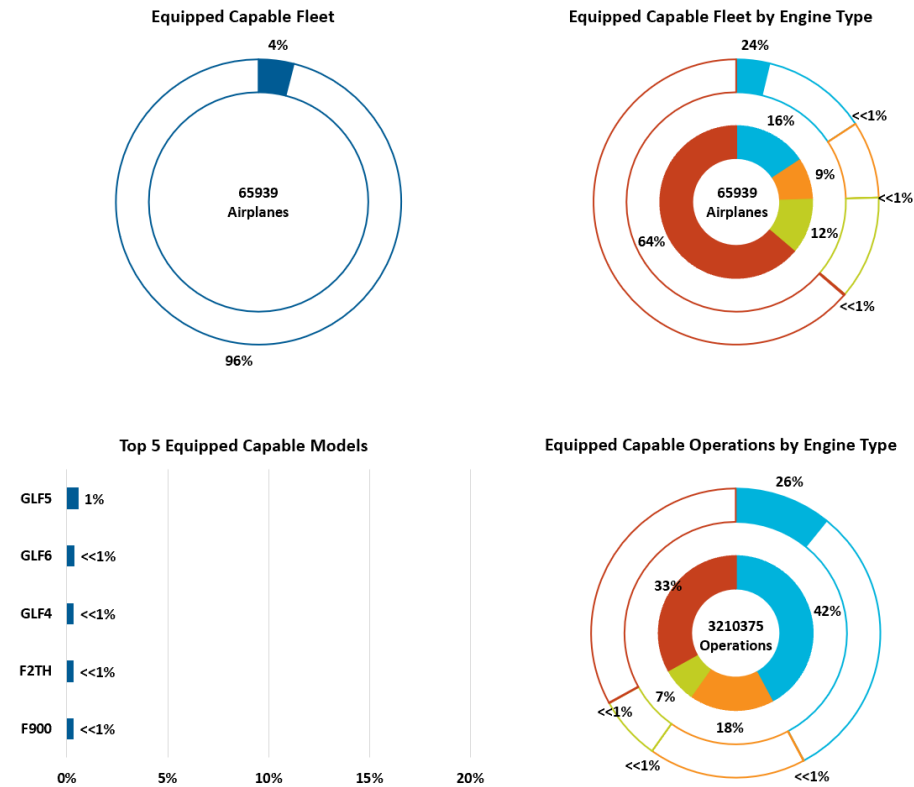 Equipped Capable Fleet
4%
65939
Airplanes
96%
Equipped Capable Fleet by Engine Type
24%
<<1%
16%
9%
65939
Airplanes
<<1%
12%
64%
<<1%
Top 5 Equipped Capable Models
GLF5
1%
GLF6
<<1%
GLF4
<<1%
F2TH
<<1%
F900
<<1%
0%
5%
10%
15%
20%
Equipped Capable Operations by Engine Type
26%
33%
42%
3210375
Operations
7%
<<1%
18%
<<1%
<<1%